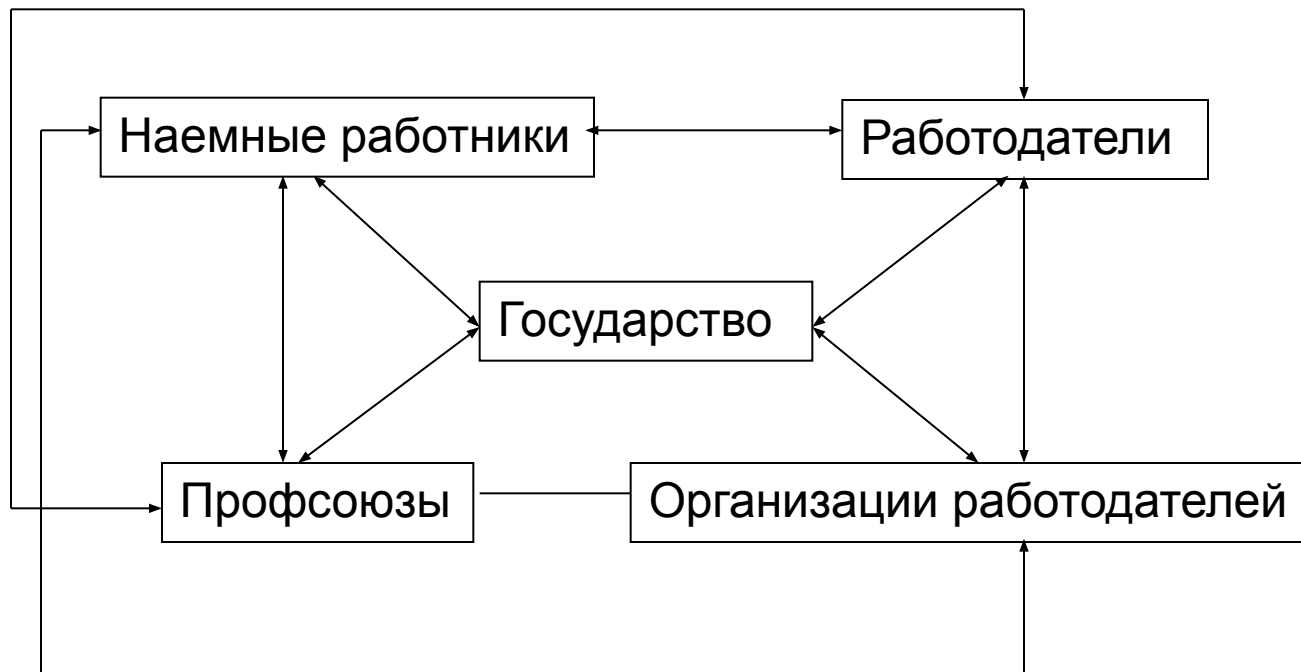 Наемные работники
Работодатели
Государство
Профсоюзы
Организации работодателей